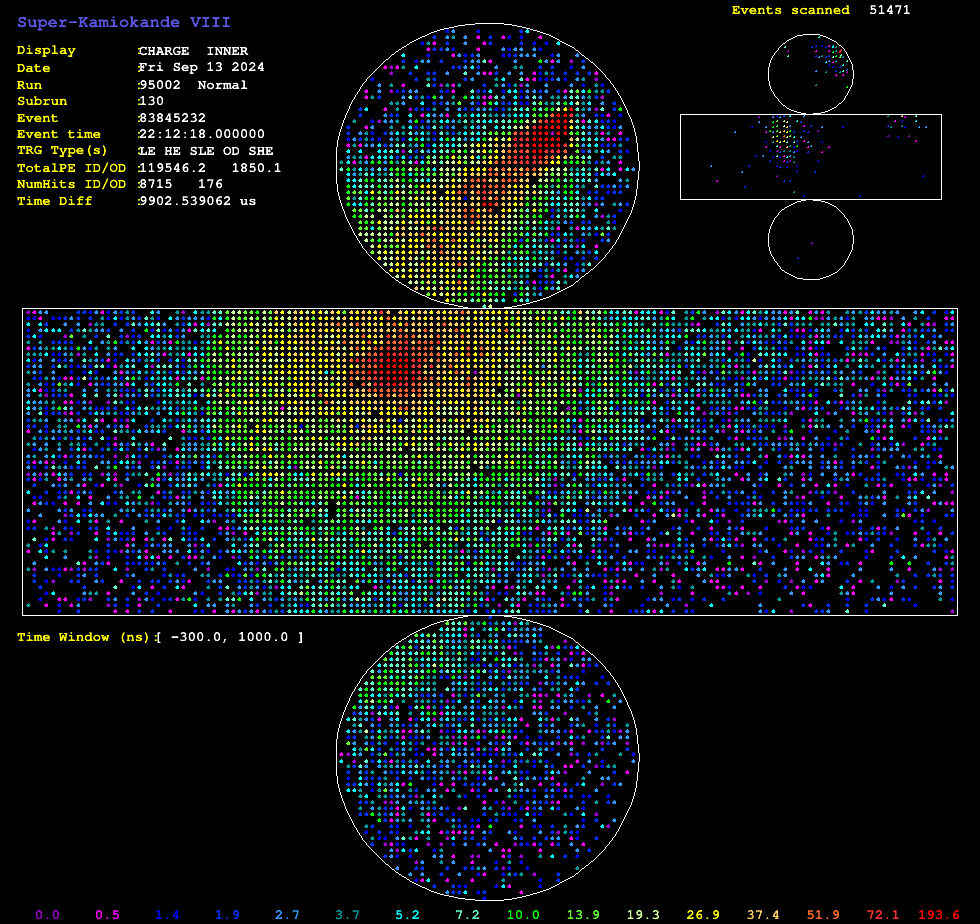 Super-Kamiokande VIII
Events scanned 51471
Display :CHARGE INNER
Date :Fri Sep 13 2024
Run :95002 Normal
Subrun :130
Event :83845232
Event time :22:12:18.000000
TRG Type(s) :LE HE SLE OD SHE
TotalPE ID/OD :119546.2 1850.1
NumHits ID/OD :8715 176
Time Diff :9902.539062 us
Time Window (ns):[ -300.0, 1000.0 ]
0.0 0.5 1.4 1.9 2.7 3.7 5.2 7.2 10.0 13.9 19.3 26.9 37.4 51.9 72.1 193.6